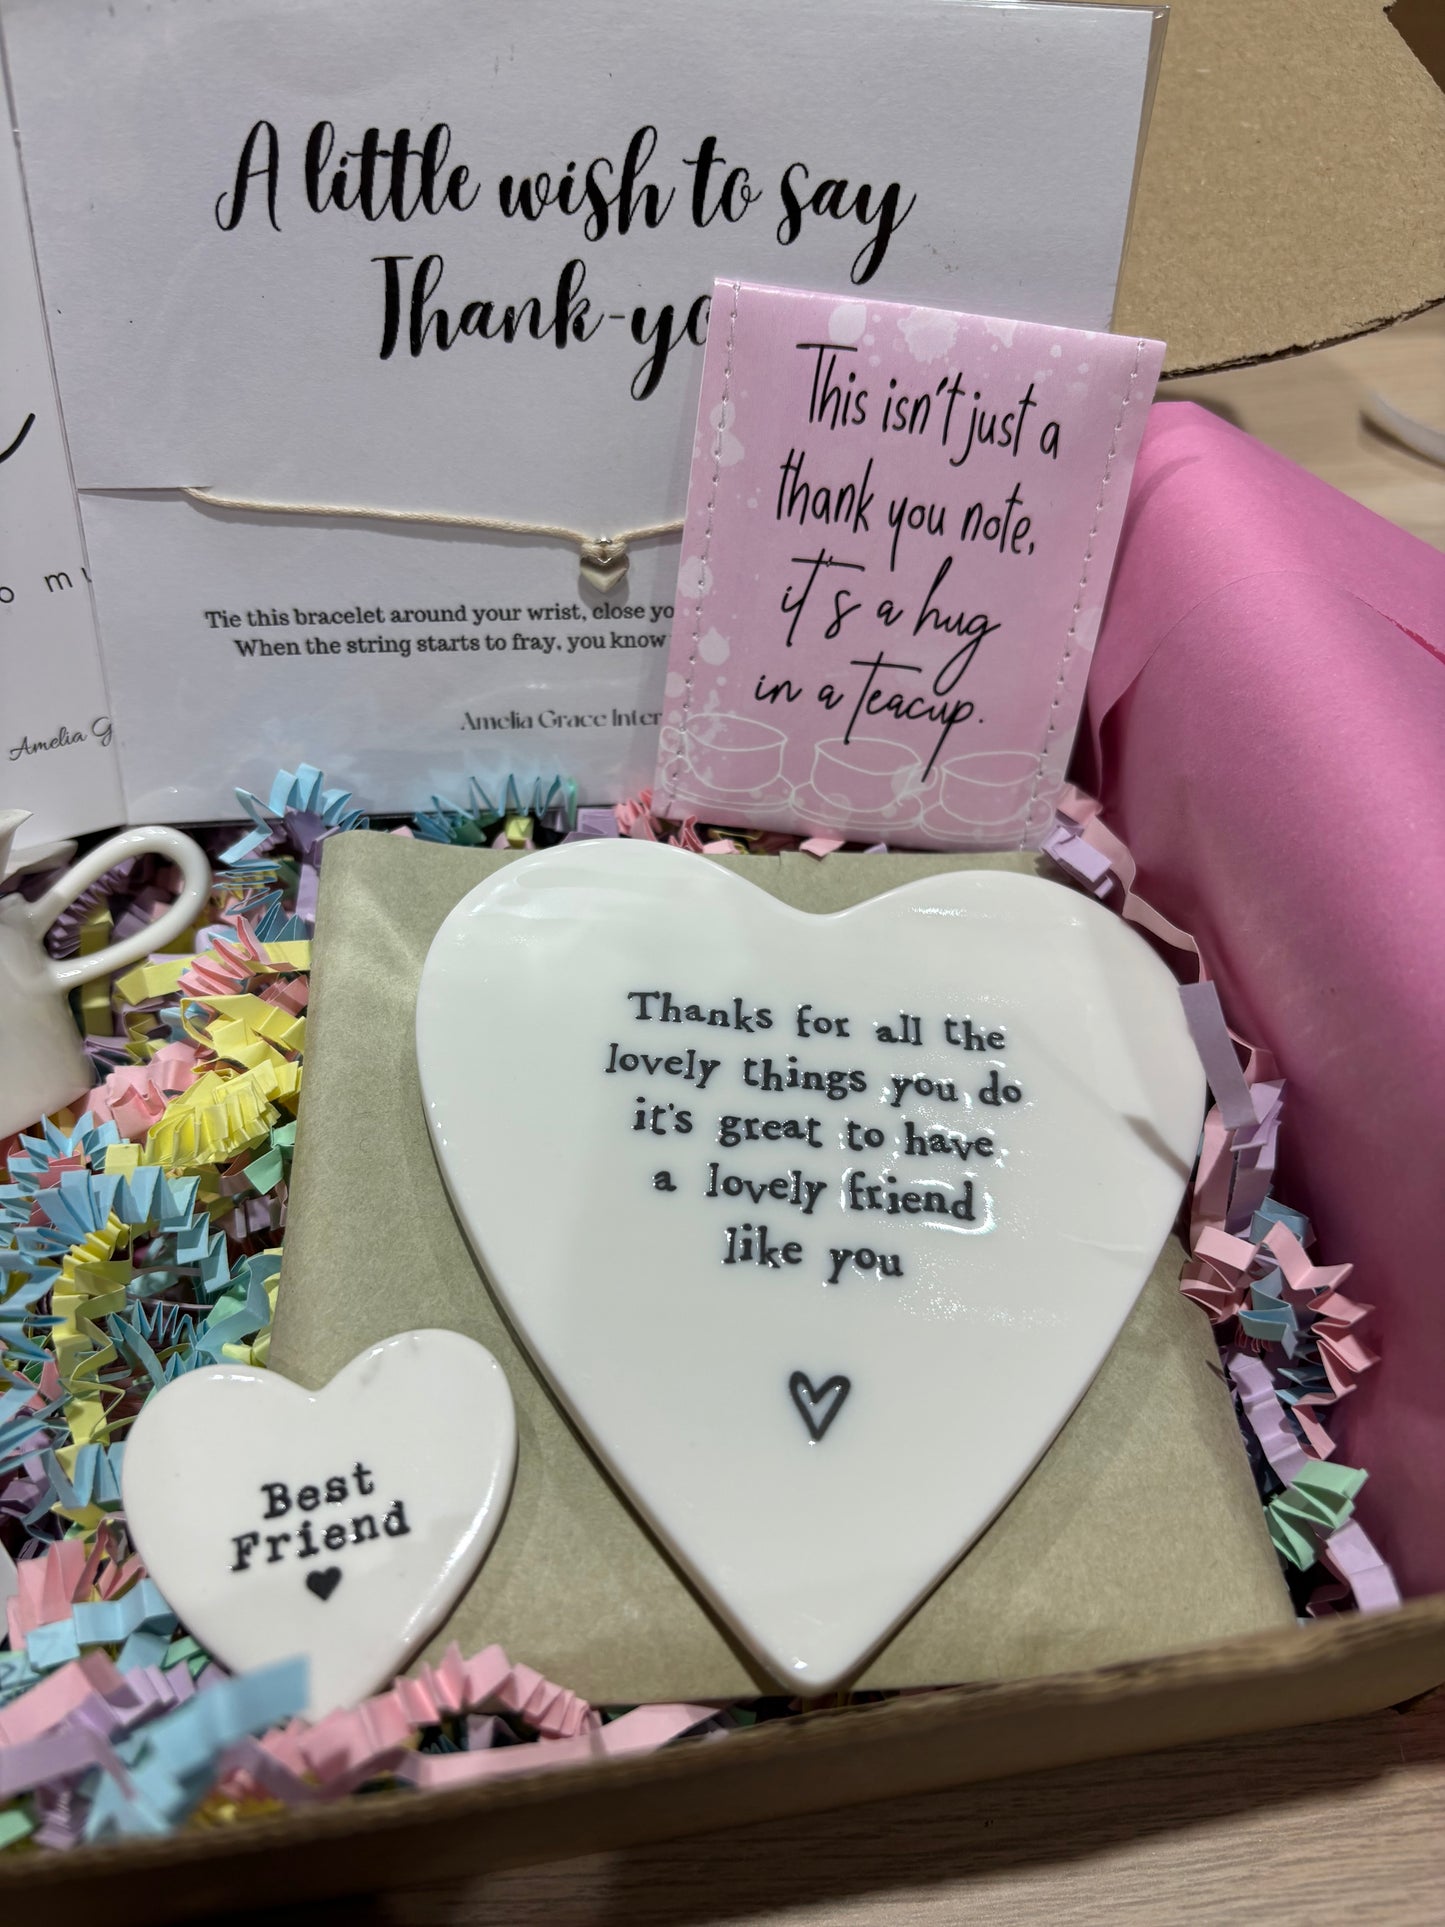 A little wish to say
Thank-yo
This isn't just a
thank you note,
it's a hug
in a teacup.
Tie this bracelet around your wrist, close yo
When the string starts to fray, you know
Amelia Grace Inter
o mu
Amelia G
Thanks for all the
lovely things you do
it's great to have
a lovely friend
like you
Best
Friend